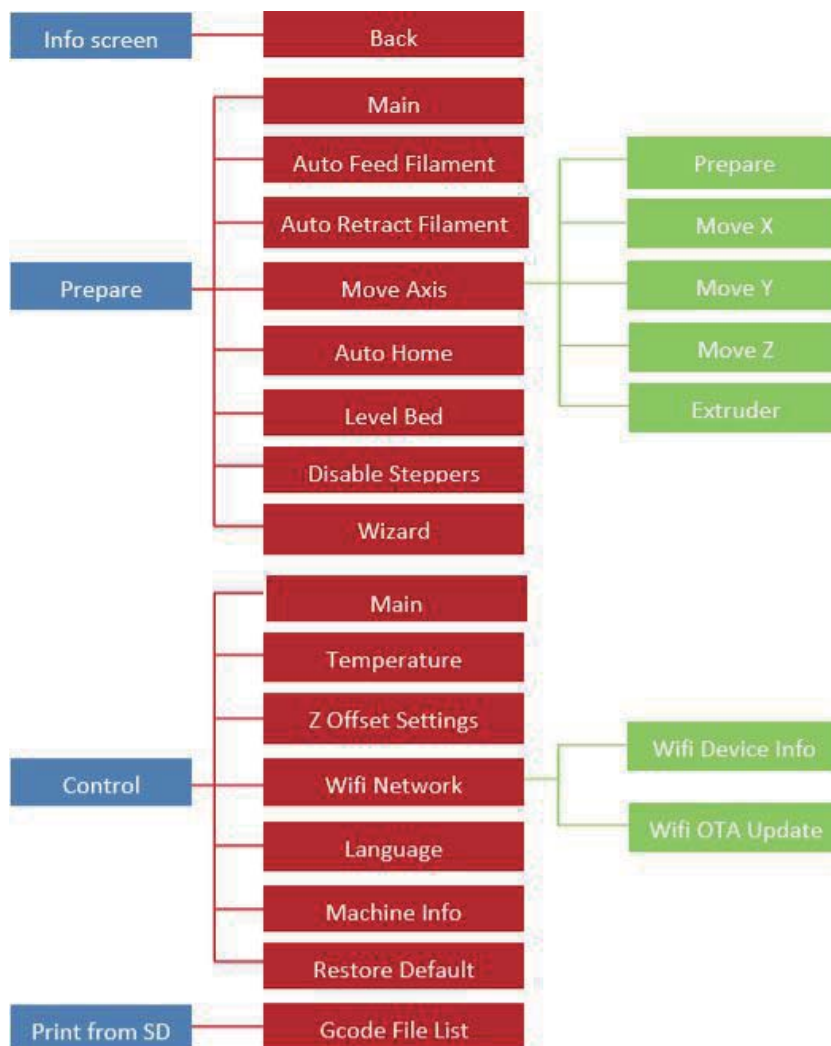 Info screen
Back
Prepare
Main
Auto Feed Filament
Auto Retract Filament
Move Axis
Prepare
Move X
Move Y
Move Z
Extruder
Auto Home
Level Bed
Disable Steppers
Wizard
Control
Main
Temperature
Z Offset Settings
Wifi Network
Wifi Device Info
Wifi OTA Update
Language
Machine Info
Restore Default
Print from SD
Gcode File List